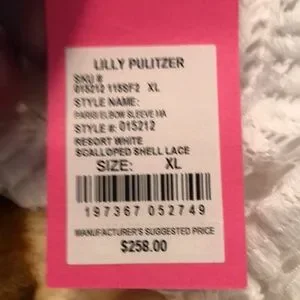 LILLY PULITZER
SKU #
015212 115SF2 XL
STYLE NAME:
PARIS ELBOW SLEEVE HA
STYLE #: 015212
RESORT WHITE
SCALLOPED SHELL LACE
SIZE: XL
197367 052749
MANUFACTURER'S SUGGESTED PRICE
$258.00